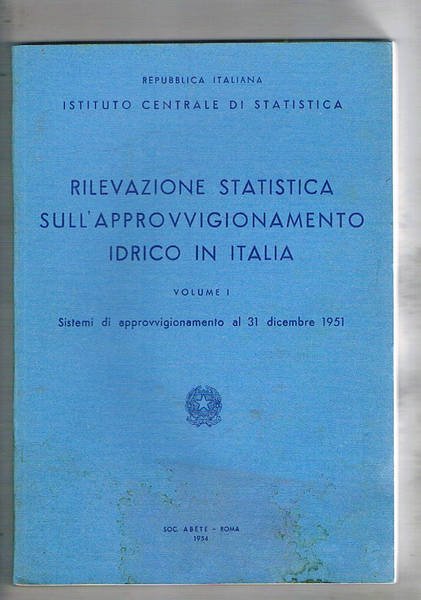 REPUBBLICA ITALIANA
ISTITUTO CENTRALE DI STATISTICA
RILEVAZIONE STATISTICA
SULL'APPROVVIGIONAMENTO
IDRICO IN ITALIA
VOLUME I
Sistemi di approvvigionamento al 31 dicembre 1951
SOC. ABETE - ROMA
1954